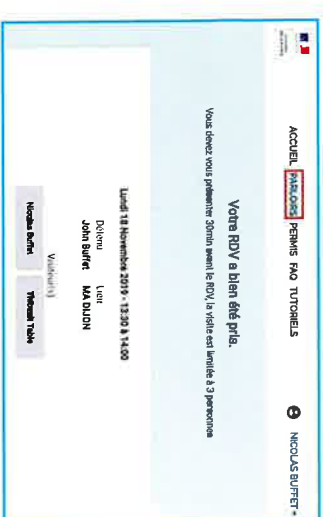 ACCUEIL PARLOIRS PERMIS FAQ TUTORIELS NICOLAS BUFFET
Votre RDV a bien été pris.
Vous devez vous présenter 30min avant le RDV, la visite est limitée à 3 personnes
Lundi 18 Novembre 2019 - 13:30 à 14:00
Détenu Lieu
John Buffet MA DIJON
Visiteur(s)
Nicolas Buffet Thibault Table